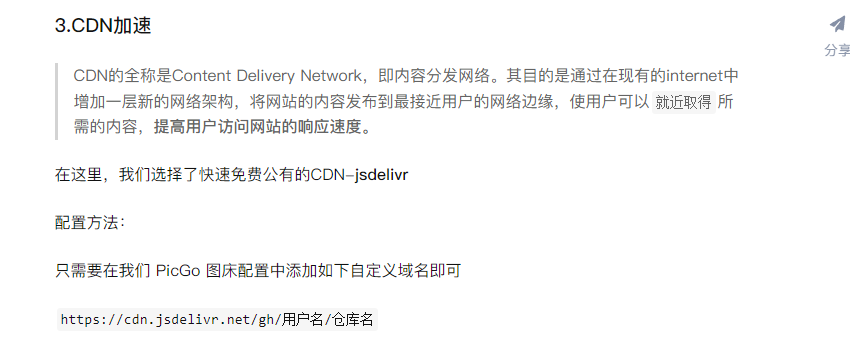 3.CDN加速
分享
CDN的全称是Content Delivery Network，即内容分发网络。其目的是通过在现有的internet中
增加一层新的网络架构，将网站的内容发布到最接近用户的网络边缘，使用户可以 就近取得 所
需的内容，提高用户访问网站的响应速度。
在这里，我们选择了快速免费公有的CDN-jsdelivr
配置方法：
只需要在我们 PicGo 图床配置中添加如下自定义域名即可
https://cdn.jsdelivr.net/gh/用户名/仓库名